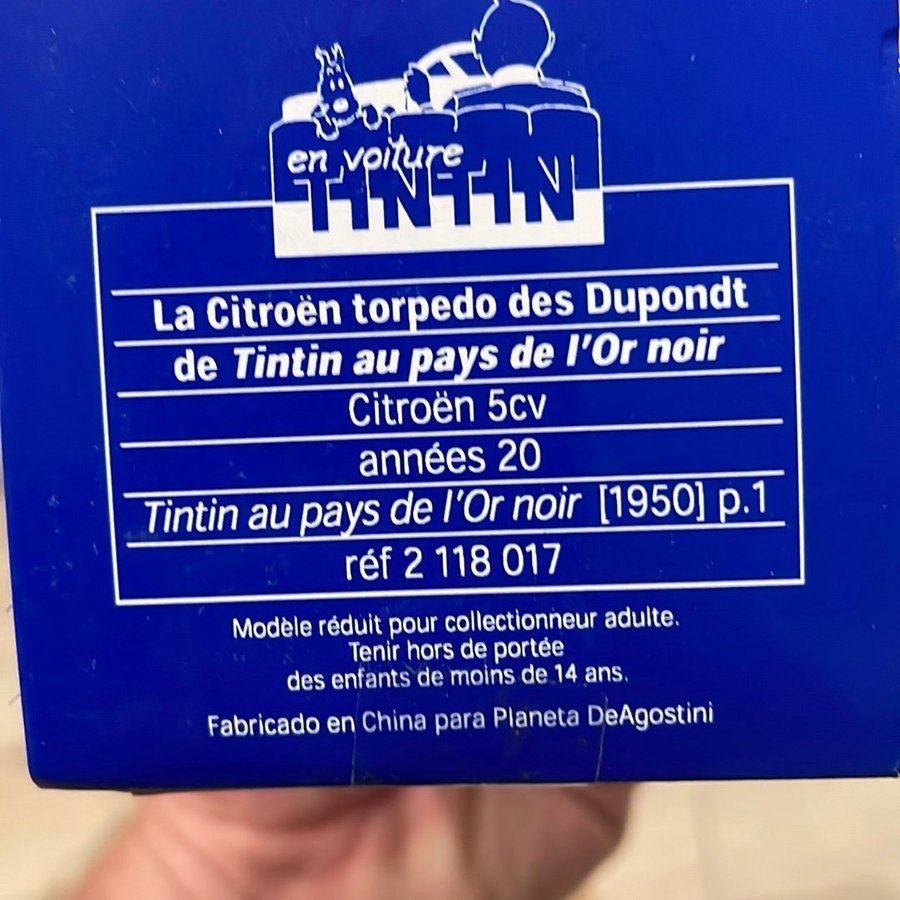 en voiture
TINTIN
La Citroën torpedo des Dupondt
de Tintin au pays de l'Or noir
Citroën 5cv
années 20
Tintin au pays de l'Or noir [1950] p.1
réf 2 118 017
Modèle réduit pour collectionneur adulte.
Tenir hors de portée
des enfants de moins de 14 ans.
Fabricado en China para Planeta DeAgostini